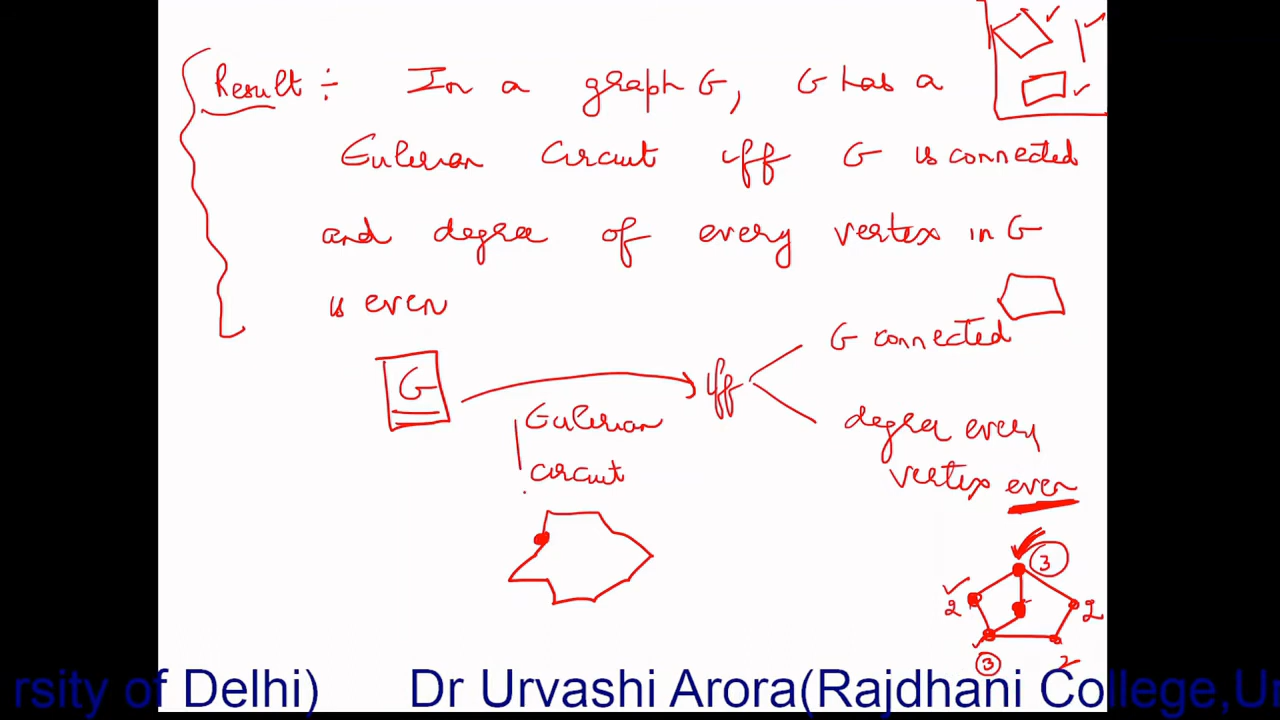 Result ÷ In a graph G, G has a
Eulerian Circuit iff G is connected
and degree of every vertex in G
is even
G
iff
G connected
Eulerian
circuit
degree every
vertex even
3
2
2
3
2
rsity of Delhi) Dr Urvashi Arora(Rajdhani College,Un